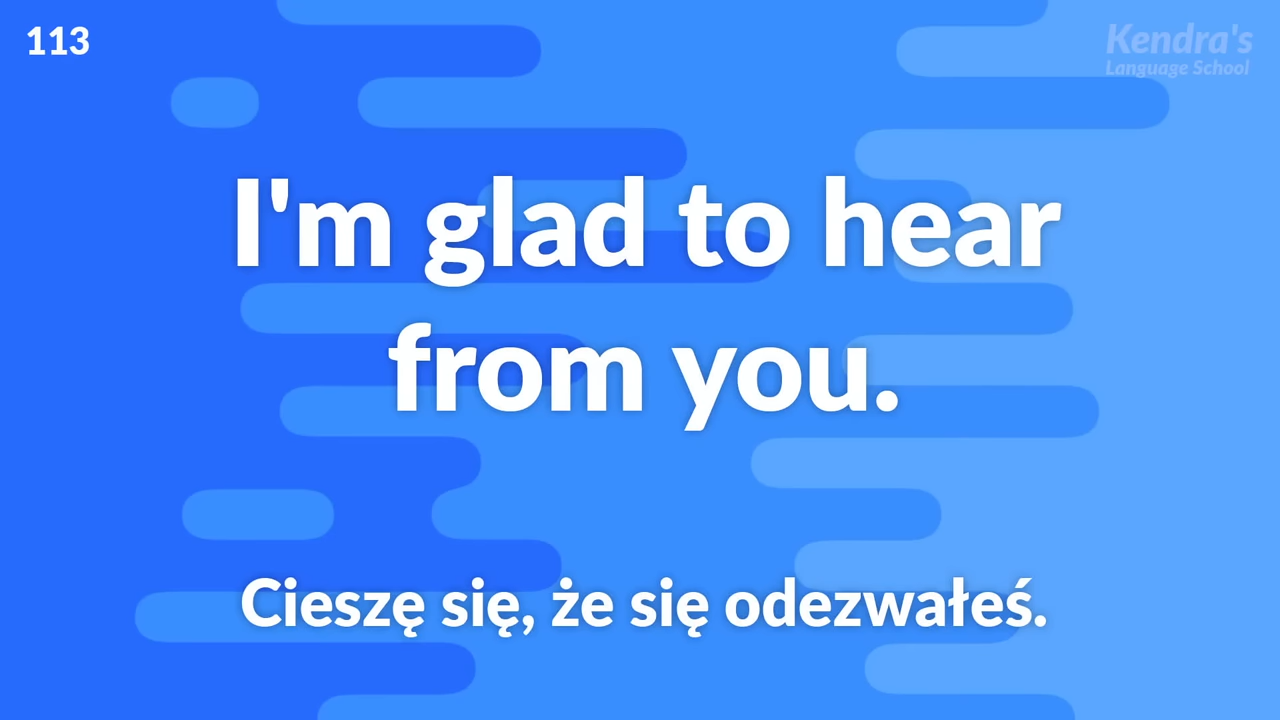 113
Kendra's
Language School
I'm glad to hear
from you.
Cieszę się, że się odezwałeś.